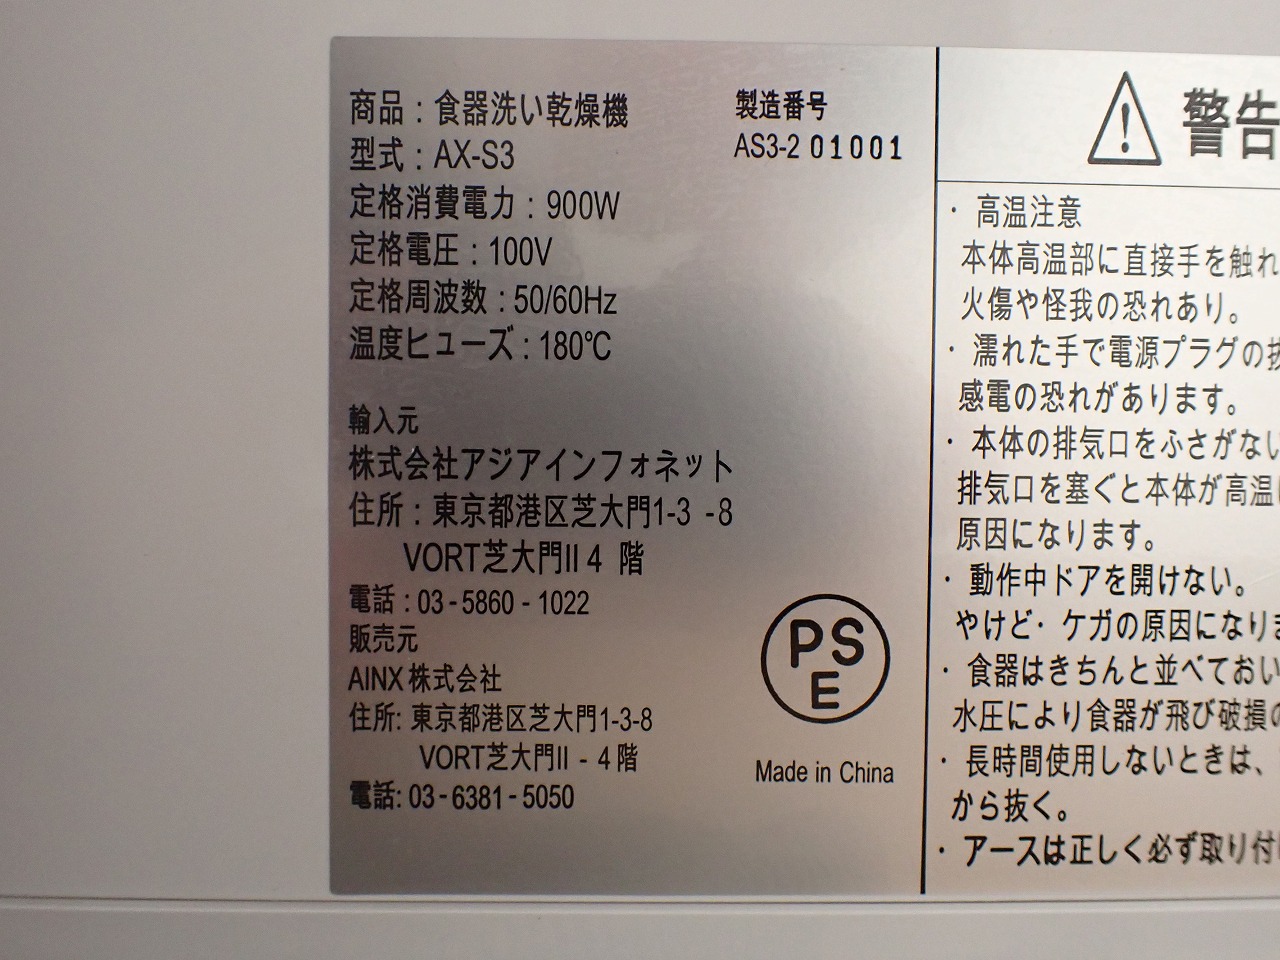 商品：食器洗い乾燥機
型式：AX-S3
定格消費電力：900W
定格電圧：100V
定格周波数：50/60Hz
温度ヒューズ：180℃
製造番号
AS3-2 01001
輸入元
株式会社アジアインフォネット
住所：東京都港区芝大門1-3 -8
VORT芝大門II 4 階
電話：03-5860-1022
販売元
AINX株式会社
住所: 東京都港区芝大門1-3-8
VORT芝大門II - 4階
電話: 03-6381-5050
PS
E
Made in China
警告
・ 高温注意
本体高温部に直接手を触れ
火傷や怪我の恐れあり。
・ 濡れた手で電源プラグの抜
感電の恐れがあります。
・ 本体の排気口をふさがない
排気口を塞ぐと本体が高温
原因になります。
・ 動作中ドアを開けない。
やけど・ケガの原因になりま
・ 食器はきちんと並べておい
水圧により食器が飛び破損の
・ 長時間使用しないときは、
から抜く。
・ アースは正しく必ず取り付け